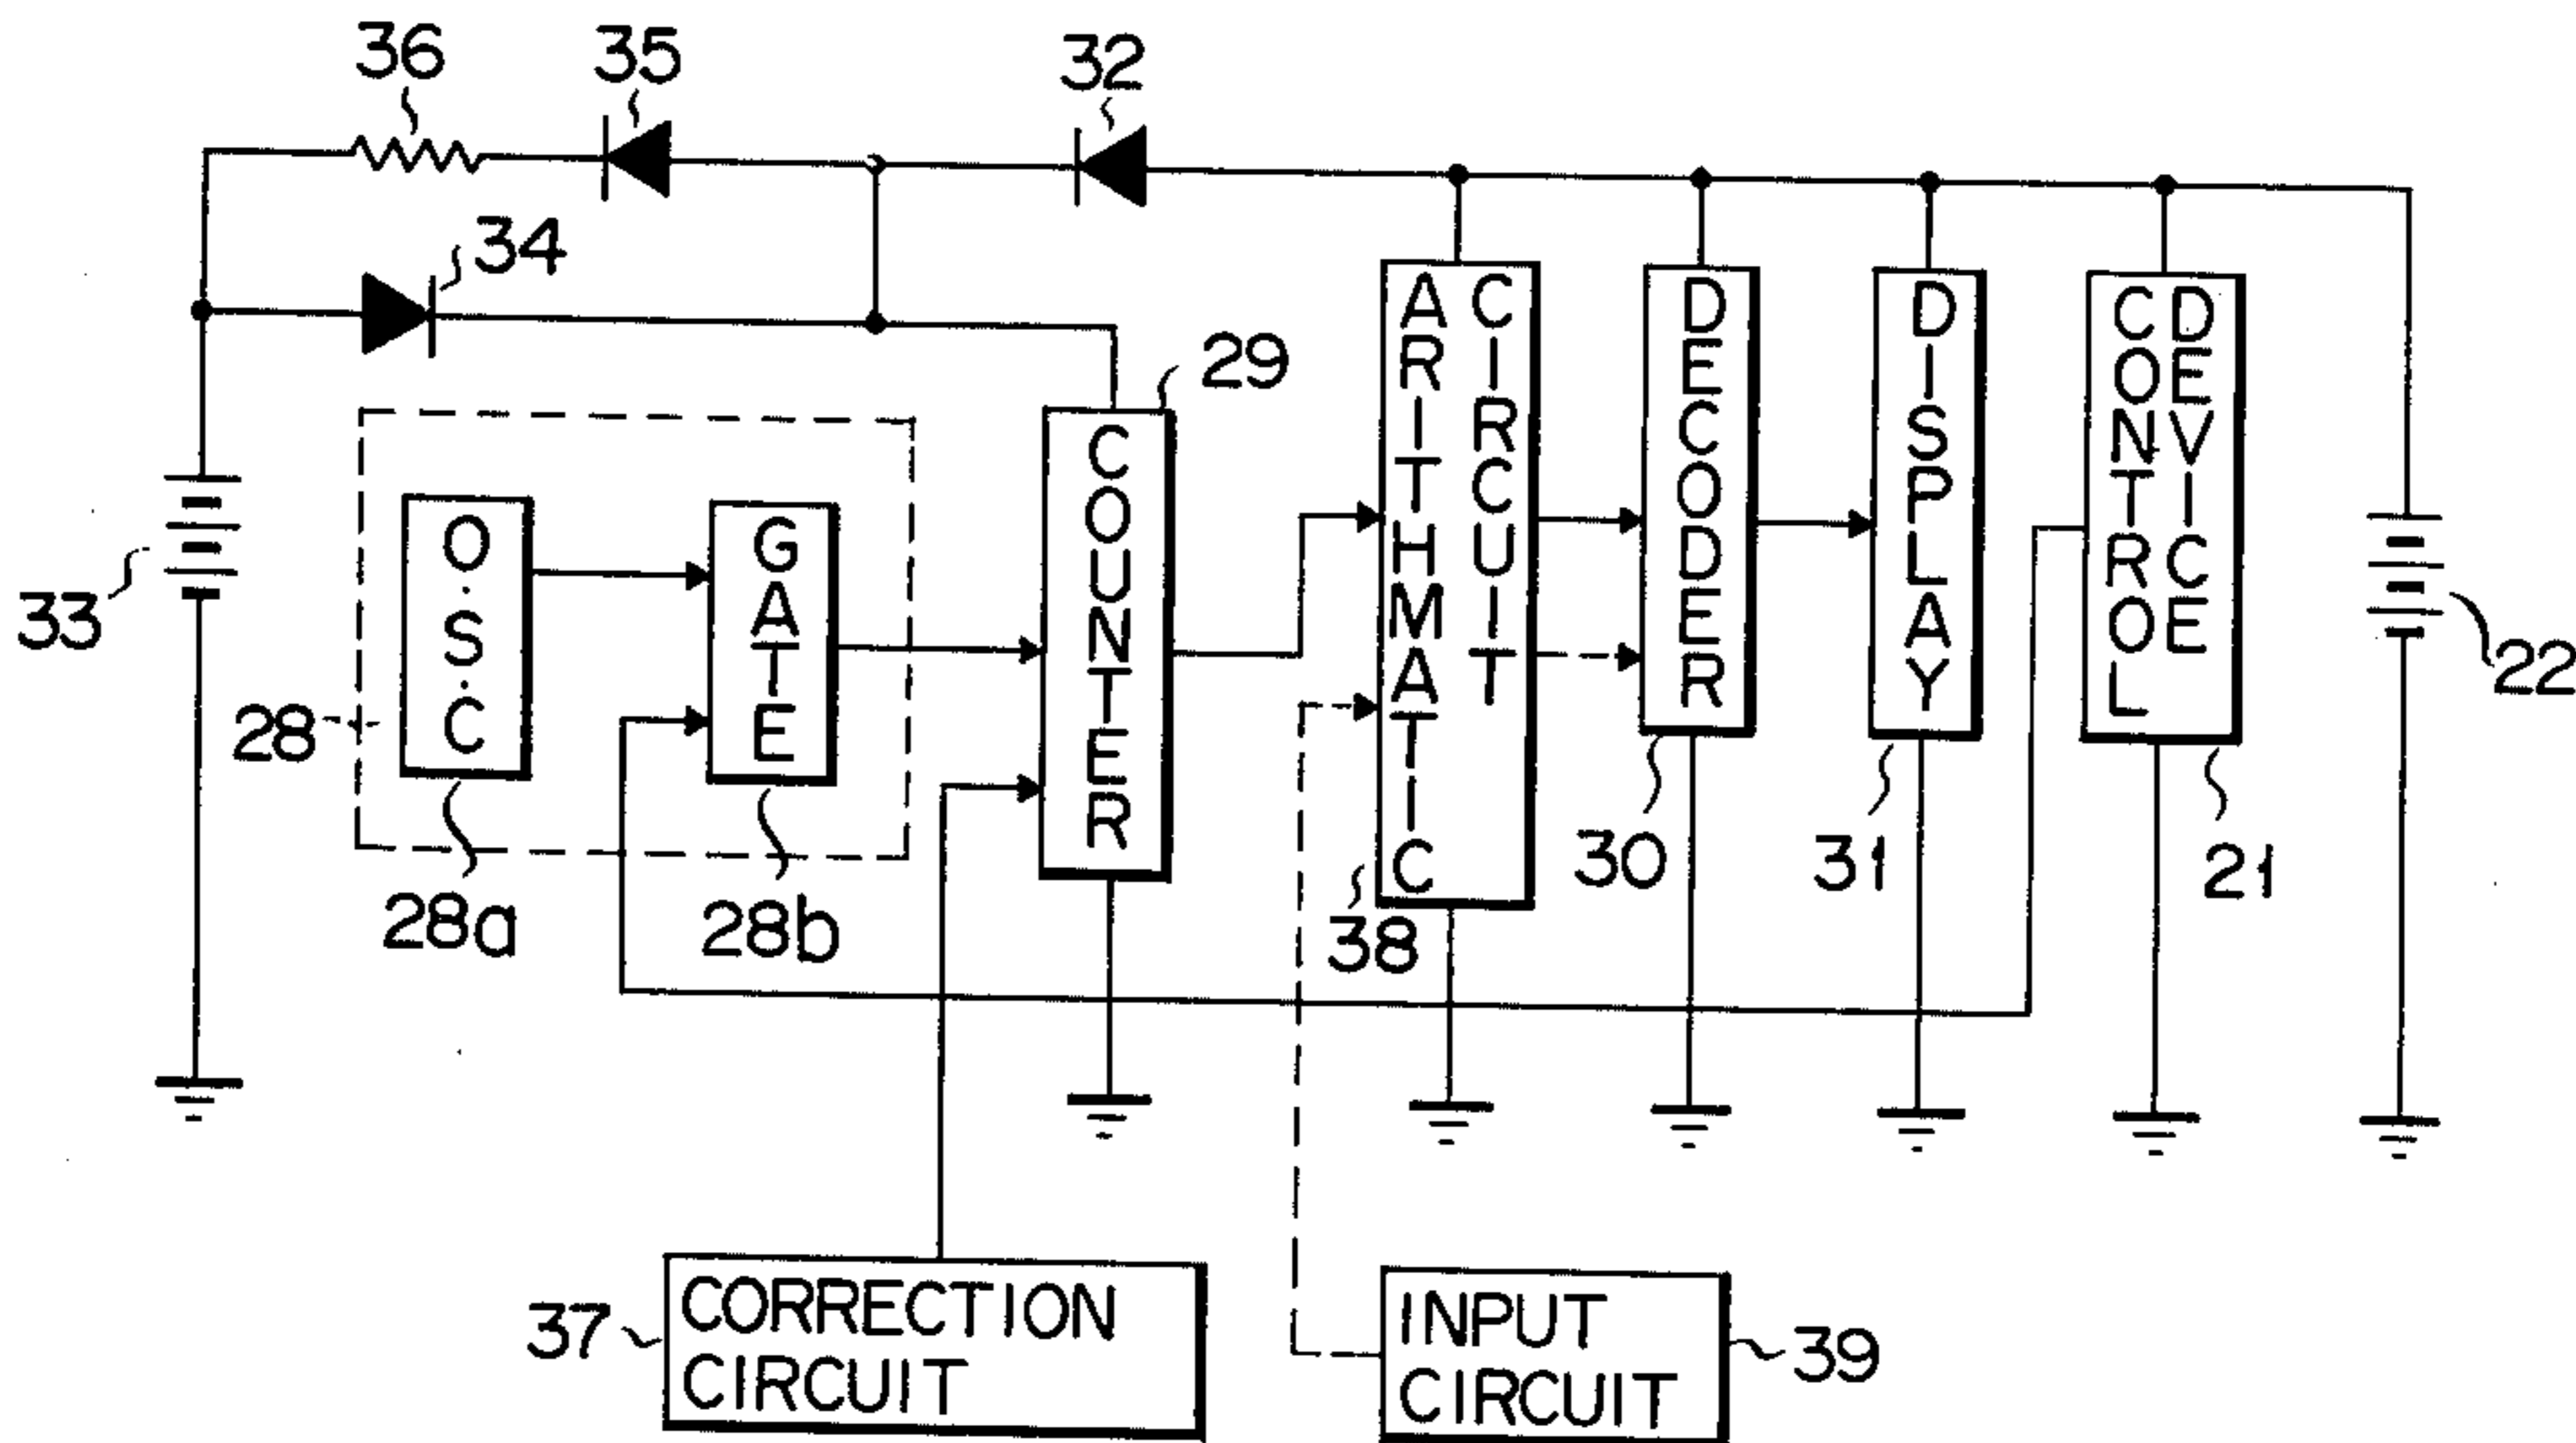 36
35
32
34
29
33
28
O.S.C
GATE
COUNTER
ARITHMATIC
CIRCUIT
DECODER
DISPLAY
CONTROL
DEVICE
22
28a
28b
38
30
31
21
37
CORRECTION
CIRCUIT
INPUT
CIRCUIT
39